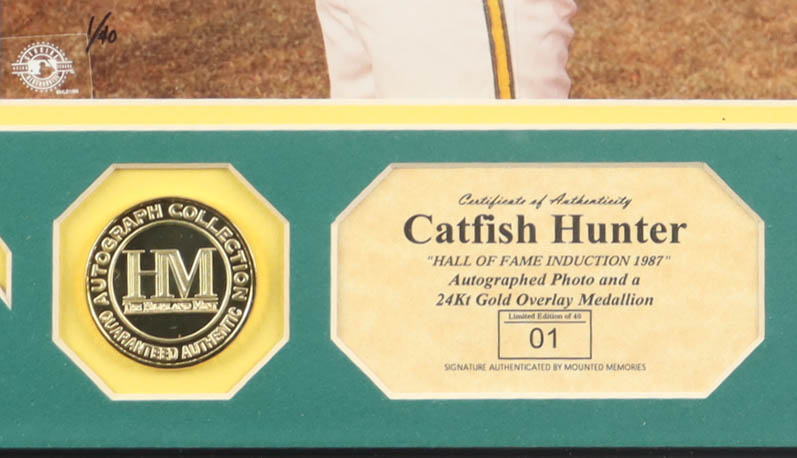 1/40
AUTOGRAPH COLLECTION
HM
THE HIGHLAND MINT
GUARANTEED AUTHENTIC
Certificate of Authenticity
Catfish Hunter
"HALL OF FAME INDUCTION 1987"
Autographed Photo and a
24Kt Gold Overlay Medallion
Limited Edition of 40
01
SIGNATURE AUTHENTICATED BY MOUNTED MEMORIES